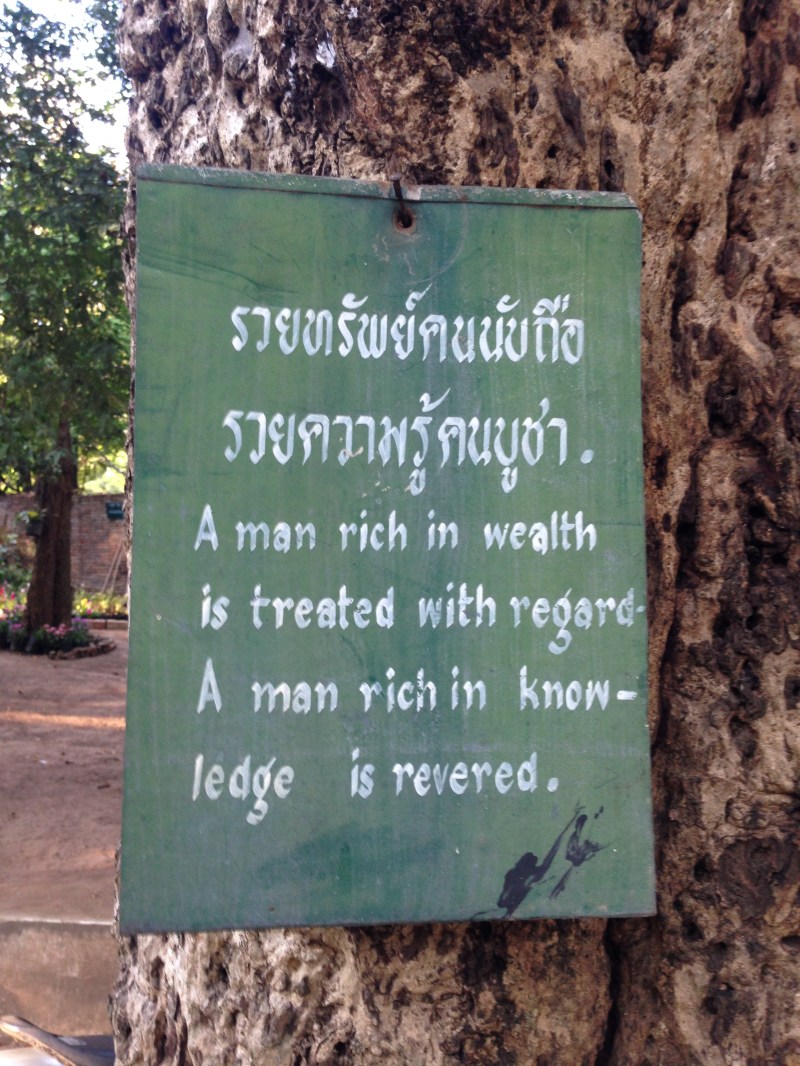 รวยทรัพย์คนนับถือ
รวยความรู้คนบูชา.
A man rich in wealth
is treated with regard.
A man rich in know-
ledge is revered.